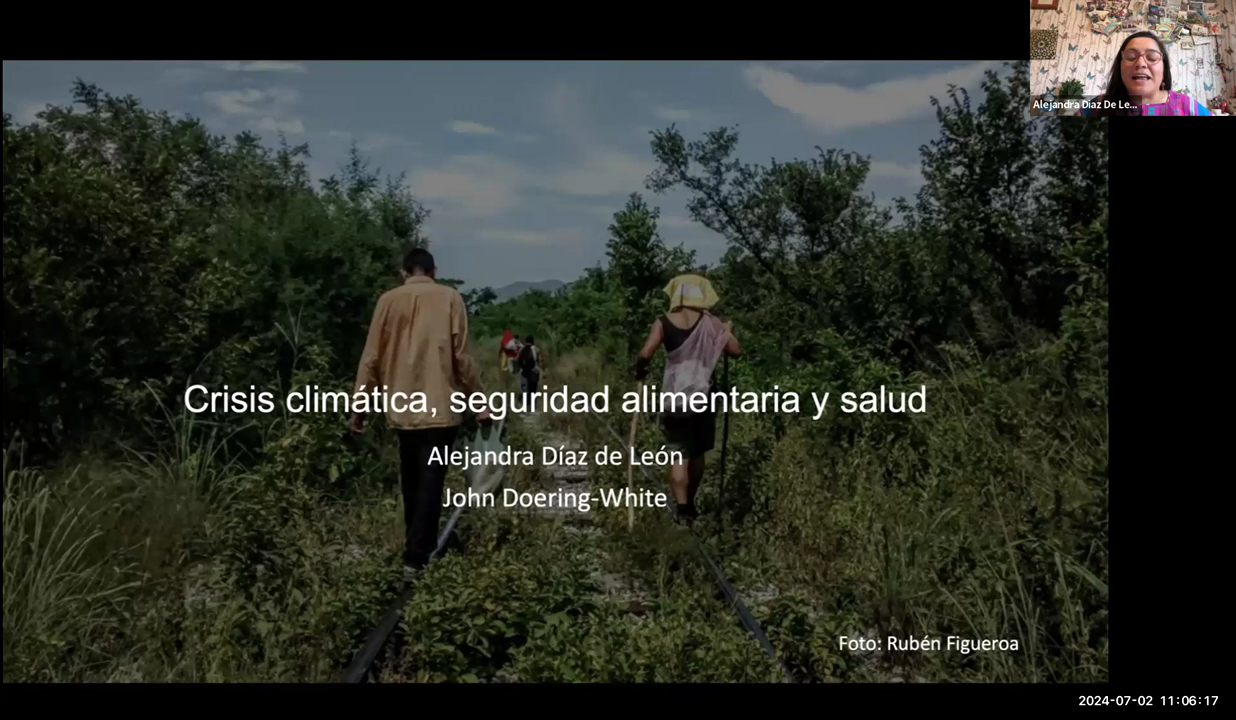 Alejandra Diaz De Le...
Crisis climática, seguridad alimentaria y salud
Alejandra Díaz de León
John Doering-White
Foto: Rubén Figueroa
2024-07-02 11:06:17